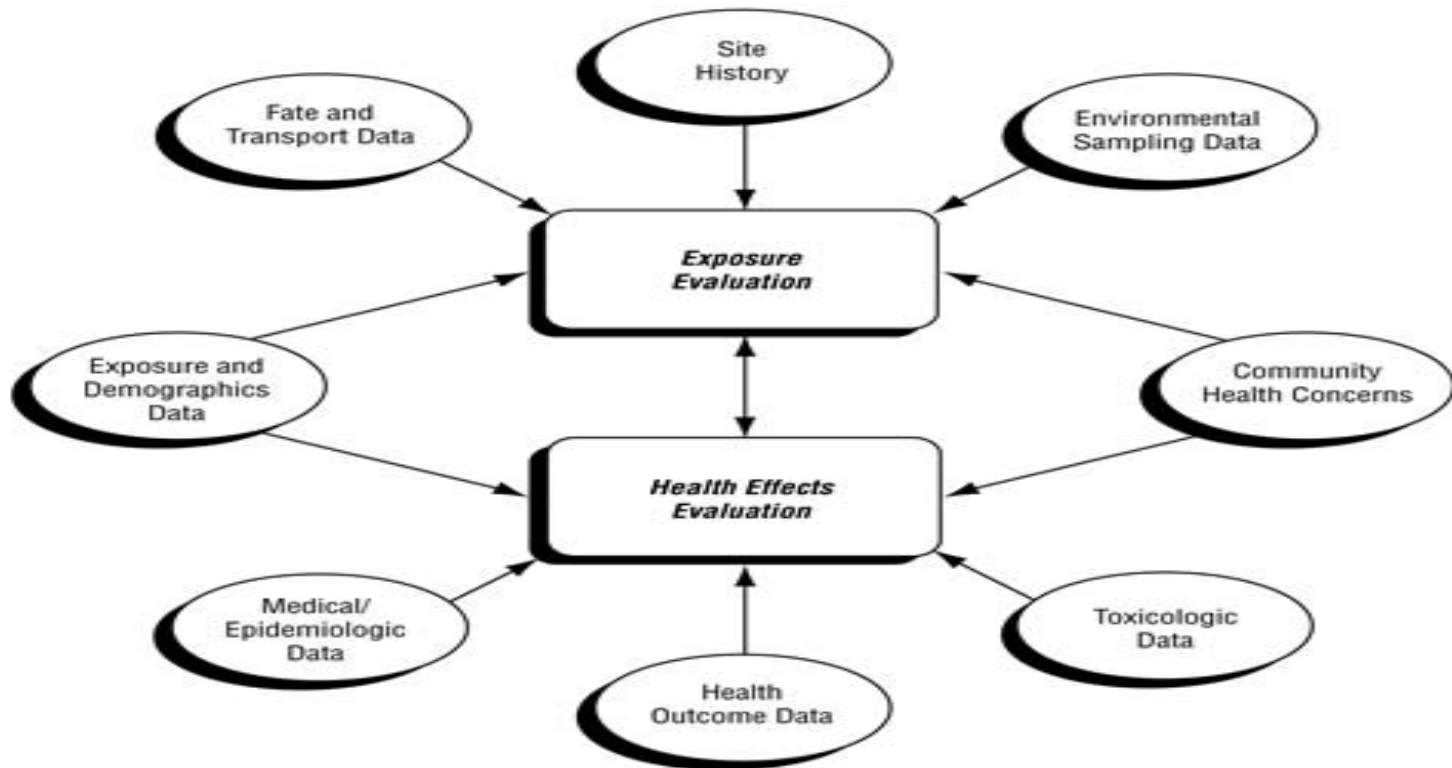 Site
History
Fate and
Transport Data
Environmental
Sampling Data
Exposure
Evaluation
Exposure and
Demographics
Data
Community
Health Concerns
Health Effects
Evaluation
Medical/
Epidemiologic
Data
Toxicologic
Data
Health
Outcome Data